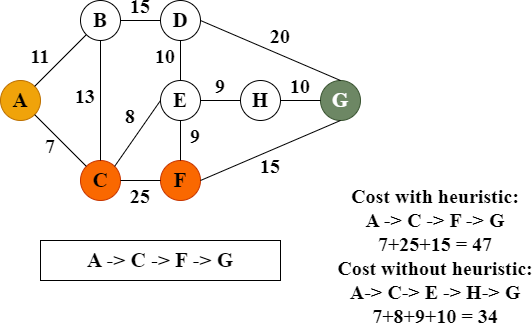 15
B
D
20
11
10
13
9
10
A
E
H
G
8
7
9
15
C
F
25
Cost with heuristic:
A -> C -> F -> G
7+25+15 = 47
A -> C -> F -> G
Cost without heuristic:
A-> C-> E -> H-> G
7+8+9+10 = 34